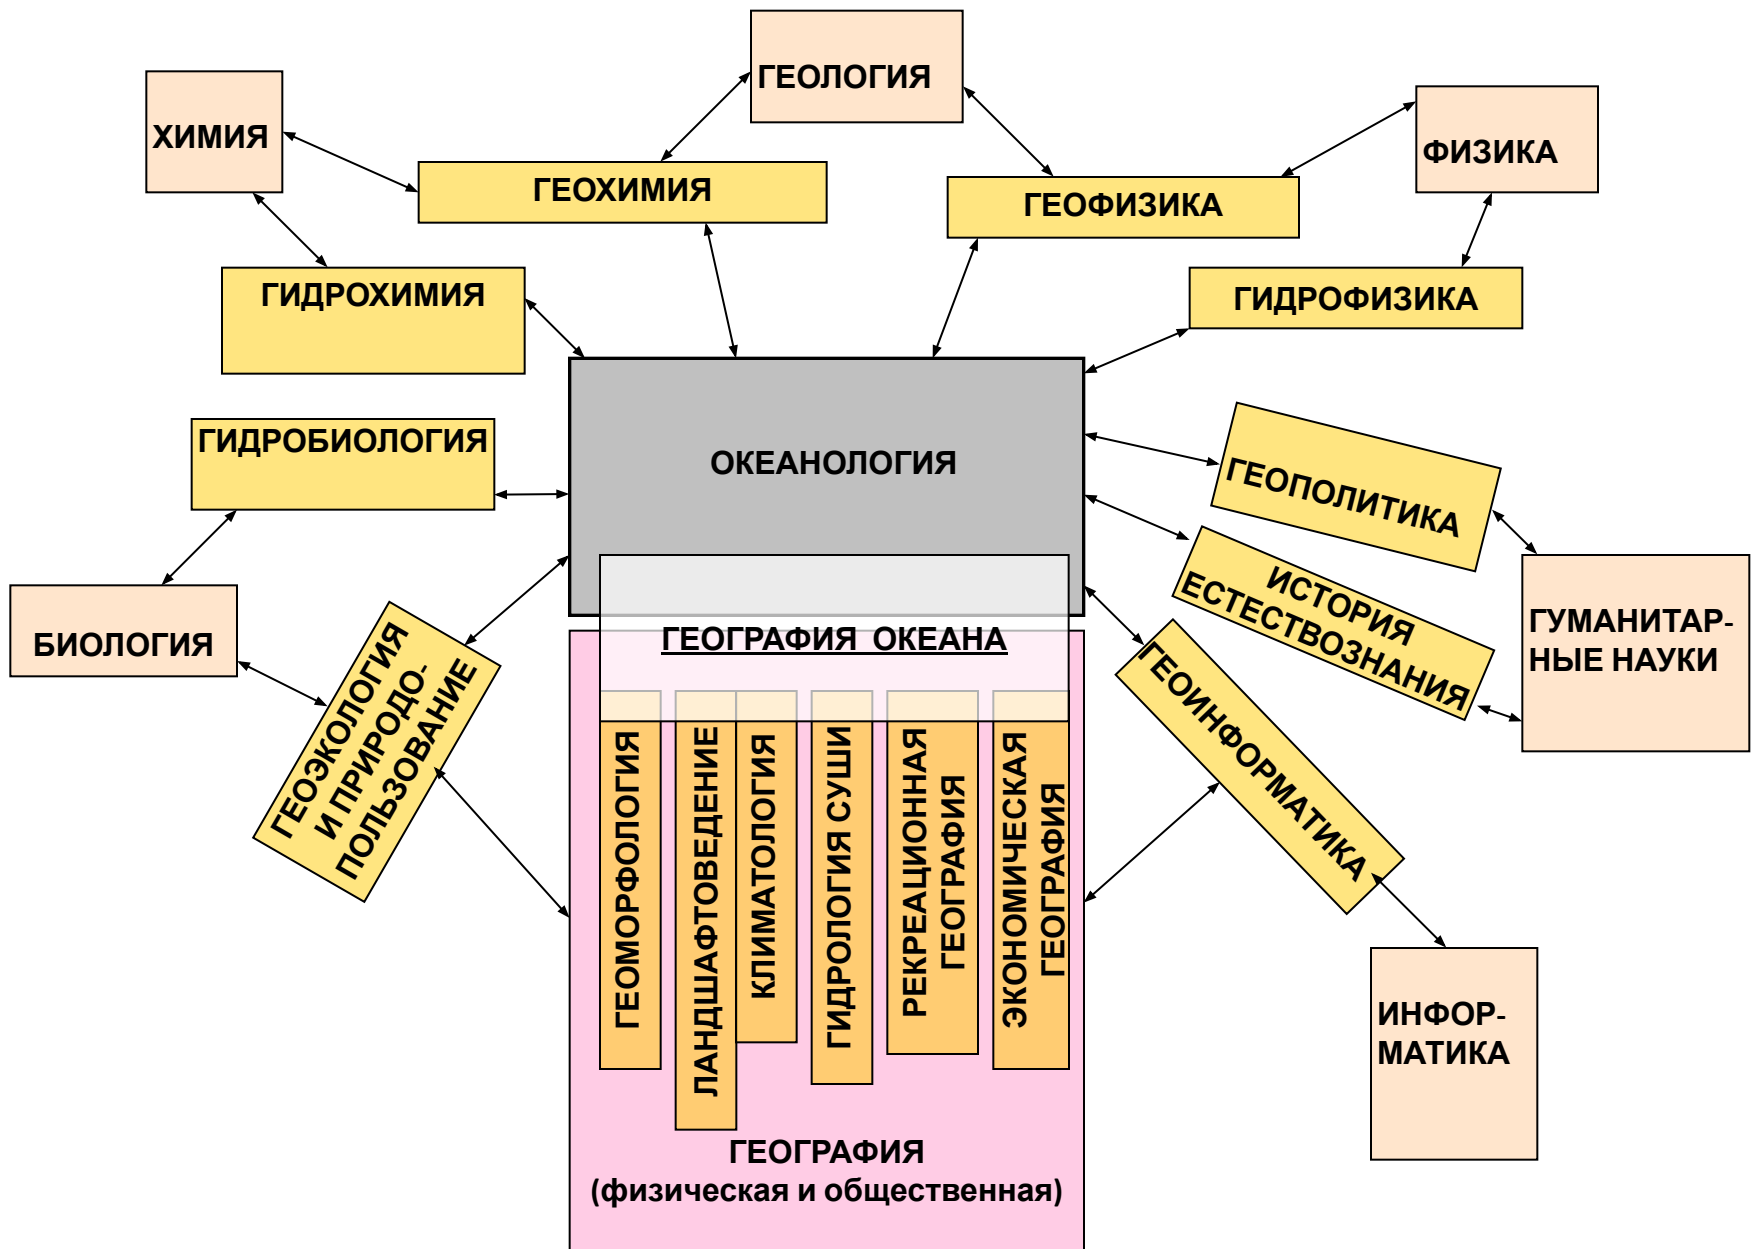 ГЕОЛОГИЯ
ХИМИЯ
ФИЗИКА
ГЕОХИМИЯ
ГЕОФИЗИКА
ГИДРОХИМИЯ
ГИДРОФИЗИКА
ГИДРОБИОЛОГИЯ
ОКЕАНОЛОГИЯ
ГЕОПОЛИТИКА
ИСТОРИЯ
ЕСТЕСТВОЗНАНИЯ
ГУМАНИТАР-
НЫЕ НАУКИ
БИОЛОГИЯ
ГЕОЭКОЛОГИЯ
И ПРИРОДО-
ПОЛЬЗОВАНИЕ
ГЕОГРАФИЯ ОКЕАНА
ГЕОИНФОРМАТИКА
ГЕОМОРФОЛОГИЯ
ЛАНДШАФТОВЕДЕНИЕ
КЛИМАТОЛОГИЯ
ГИДРОЛОГИЯ СУШИ
РЕКРЕАЦИОННАЯ
ГЕОГРАФИЯ
ЭКОНОМИЧЕСКАЯ
ГЕОГРАФИЯ
ИНФОР-
МАТИКА
ГЕОГРАФИЯ
(физическая и общественная)